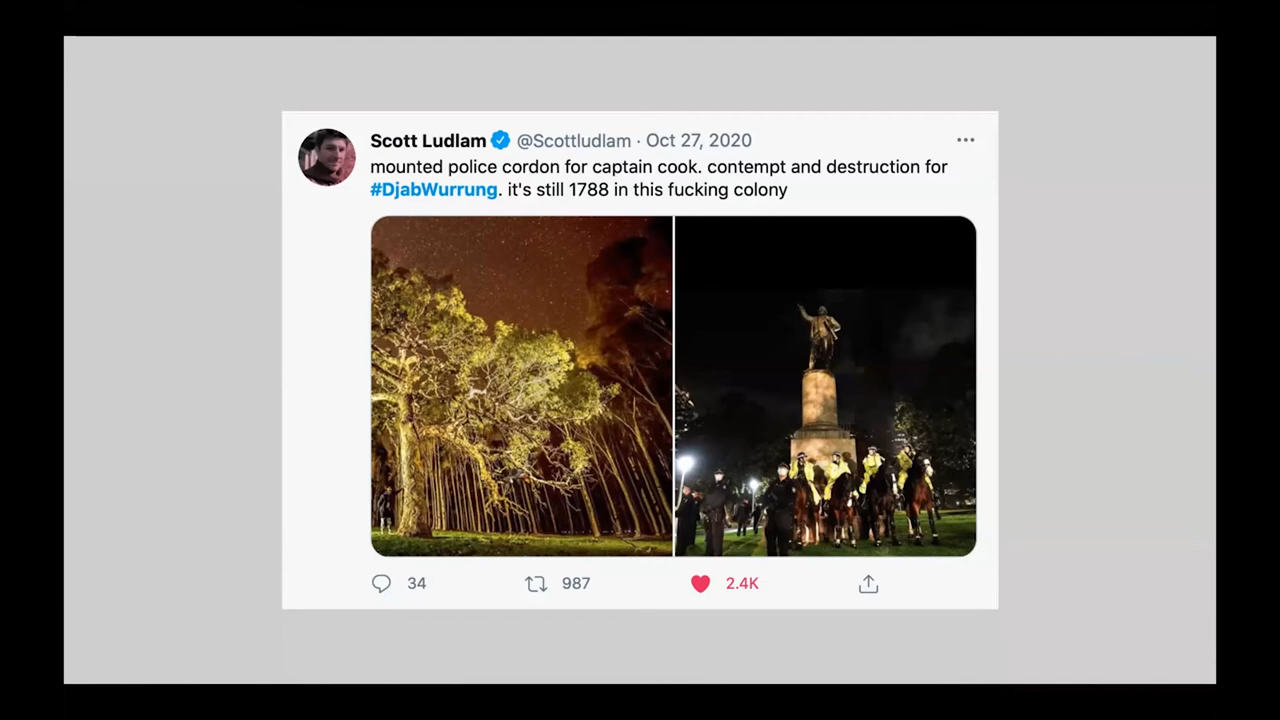 Scott Ludlam @Scottludlam · Oct 27, 2020
mounted police cordon for captain cook. contempt and destruction for
#DjabWurrung. it's still 1788 in this fucking colony
34 987 2.4K